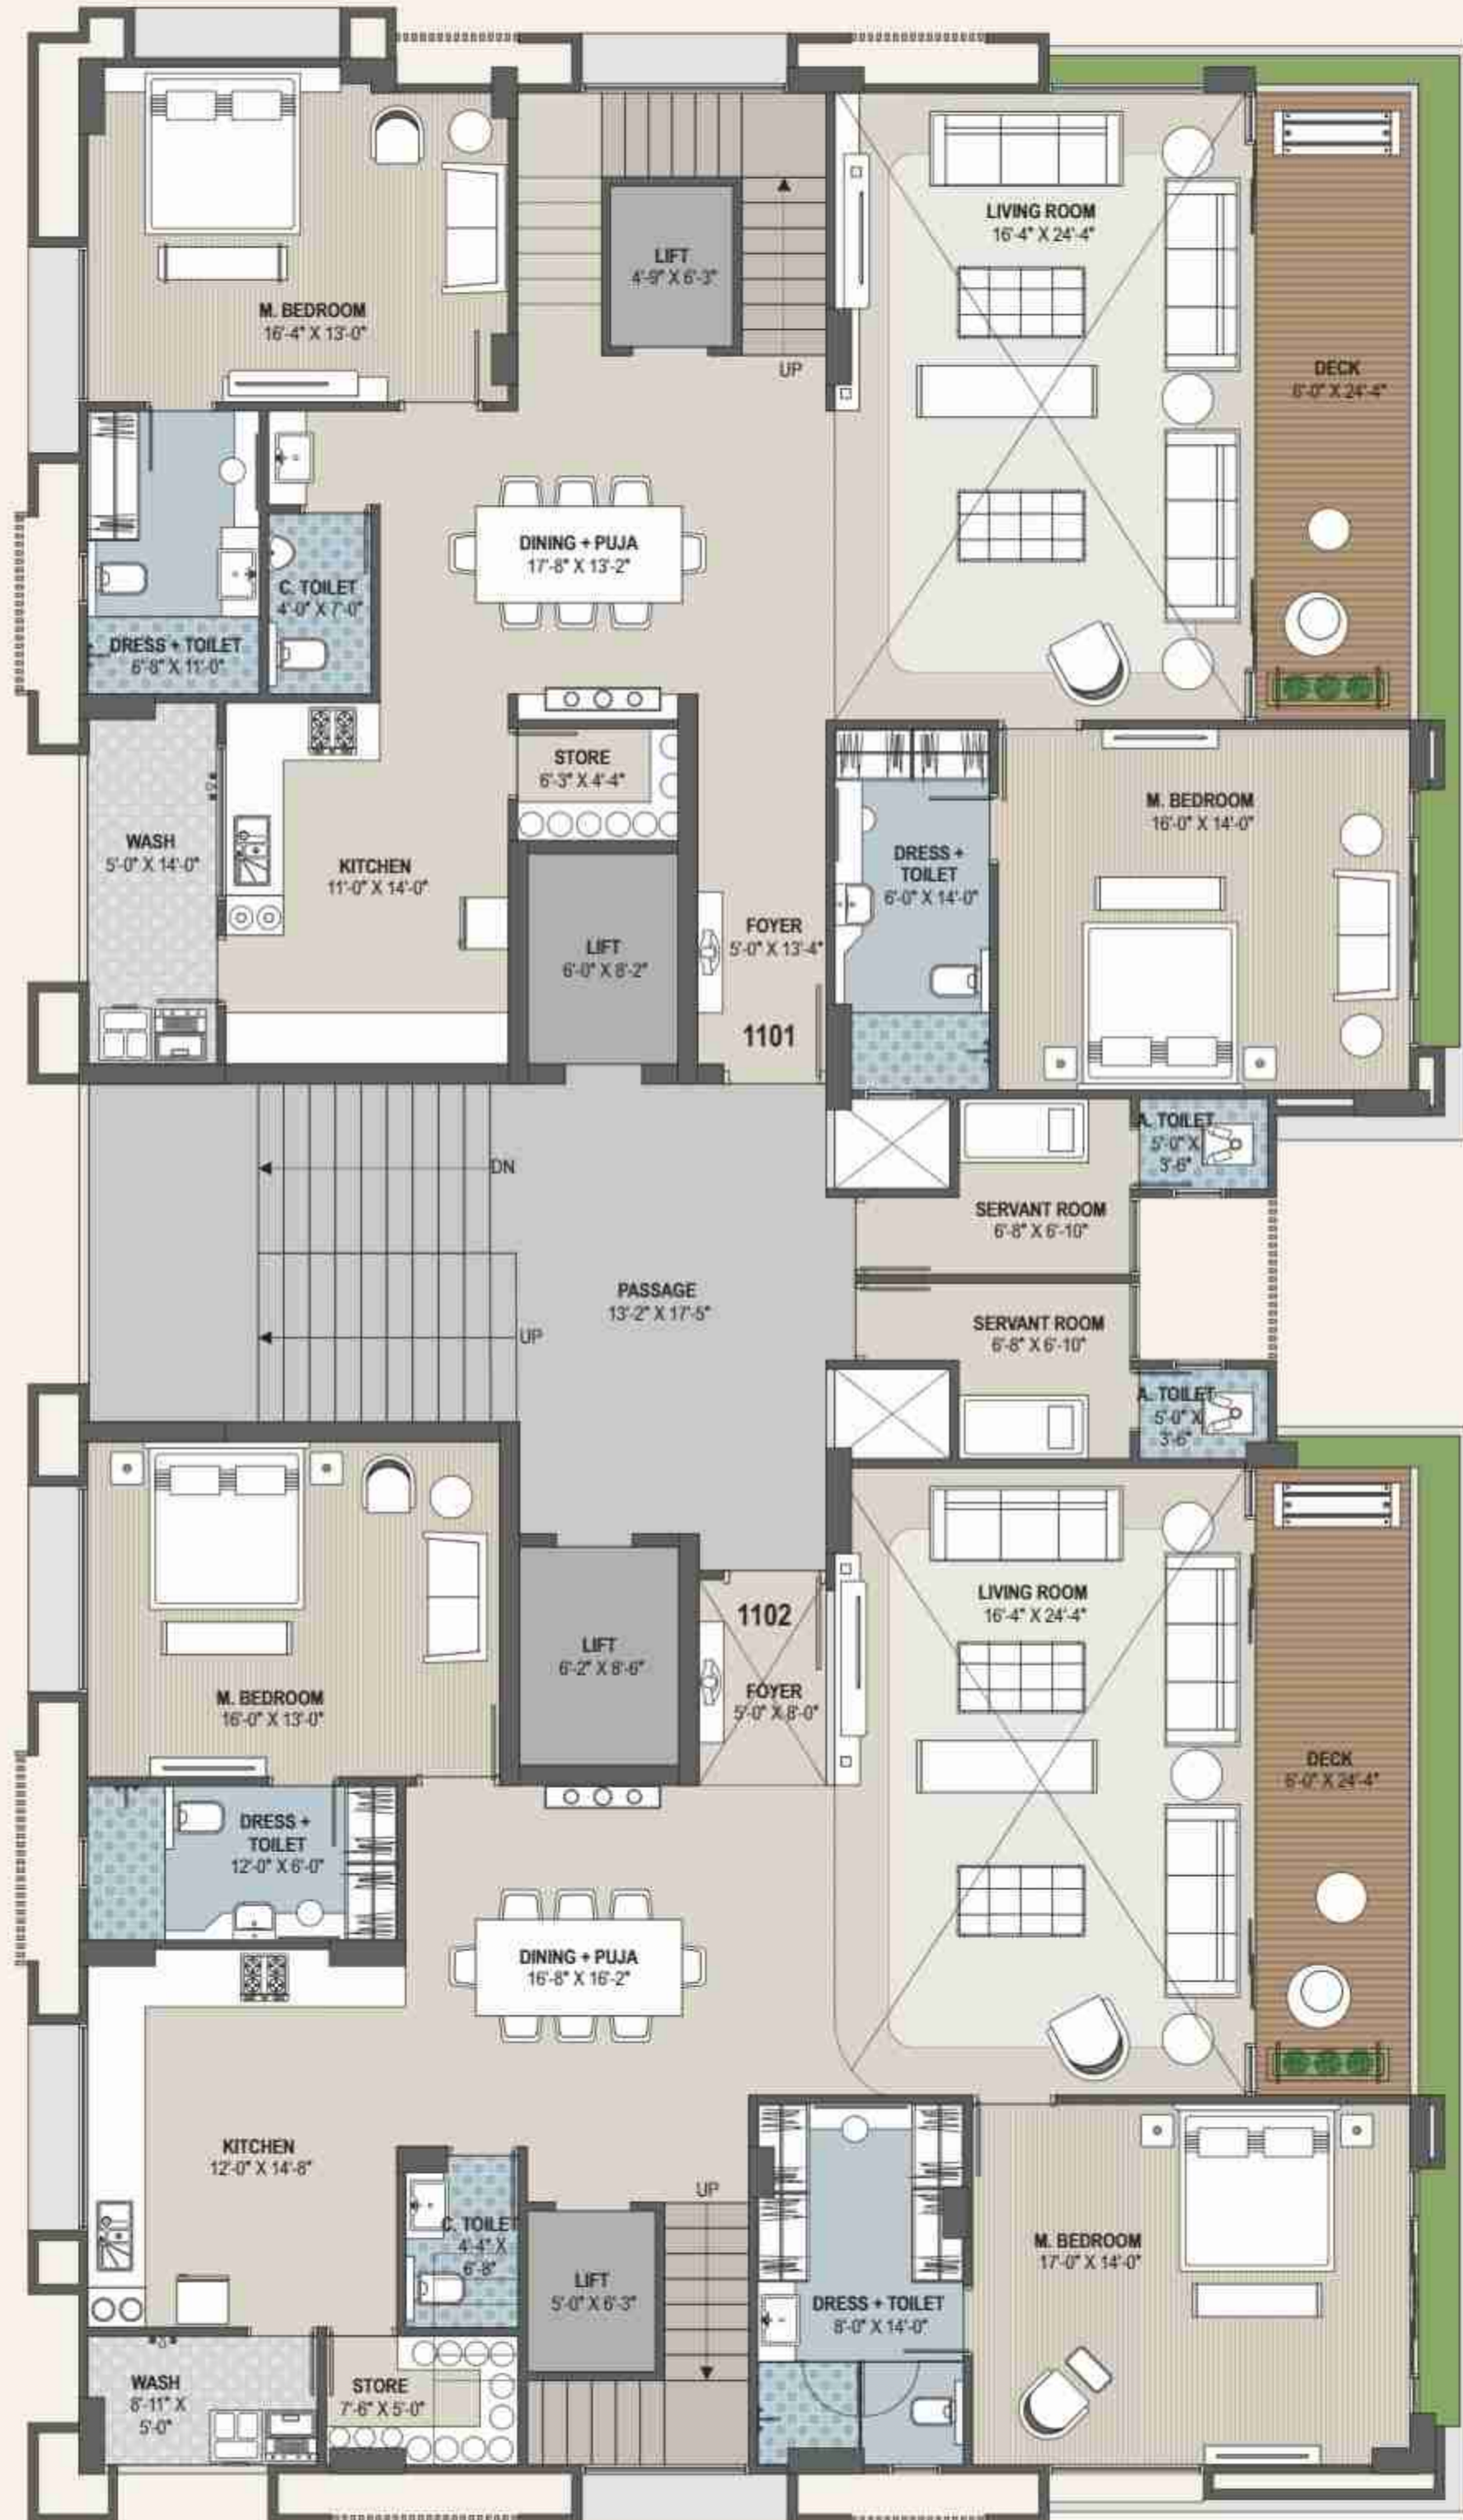 LIVING ROOM
16'-4" X 24'-4"
LIFT
4'-9" X 6'-3"
M. BEDROOM
16'-4" X 13'-0"
UP
DECK
6'-0" X 24'-4"
DINING + PUJA
17'-8" X 13'-2"
C. TOILET
4'-0" X 7'-0"
DRESS + TOILET
6'-8" X 11'-0"
STORE
6'-3" X 4'-4"
M. BEDROOM
16'-0" X 14'-0"
WASH
5'-0" X 14'-0"
KITCHEN
11'-0" X 14'-0"
DRESS +
TOILET
6'-0" X 14'-0"
FOYER
5'-0" X 13'-4"
LIFT
6'-0" X 8'-2"
1101
A. TOILET
5'-0" X
3'-6"
DN
SERVANT ROOM
6'-8" X 6'-10"
PASSAGE
13'-2" X 17'-5"
SERVANT ROOM
6'-8" X 6'-10"
UP
A. TOILET
5'-0" X
3'-6"
LIVING ROOM
16'-4" X 24'-4"
1102
LIFT
6'-2" X 8'-6"
FOYER
5'-0" X 8'-0"
M. BEDROOM
16'-0" X 13'-0"
DECK
6'-0" X 24'-4"
DRESS +
TOILET
12'-0" X 6'-0"
DINING + PUJA
16'-8" X 16'-2"
KITCHEN
12'-0" X 14'-8"
UP
C. TOILET
4'-4" X
6'-8"
M. BEDROOM
17'-0" X 14'-0"
LIFT
5'-0" X 6'-3"
DRESS + TOILET
8'-0" X 14'-0"
WASH
8'-11" X
5'-0"
STORE
7'-6" X 5'-0"